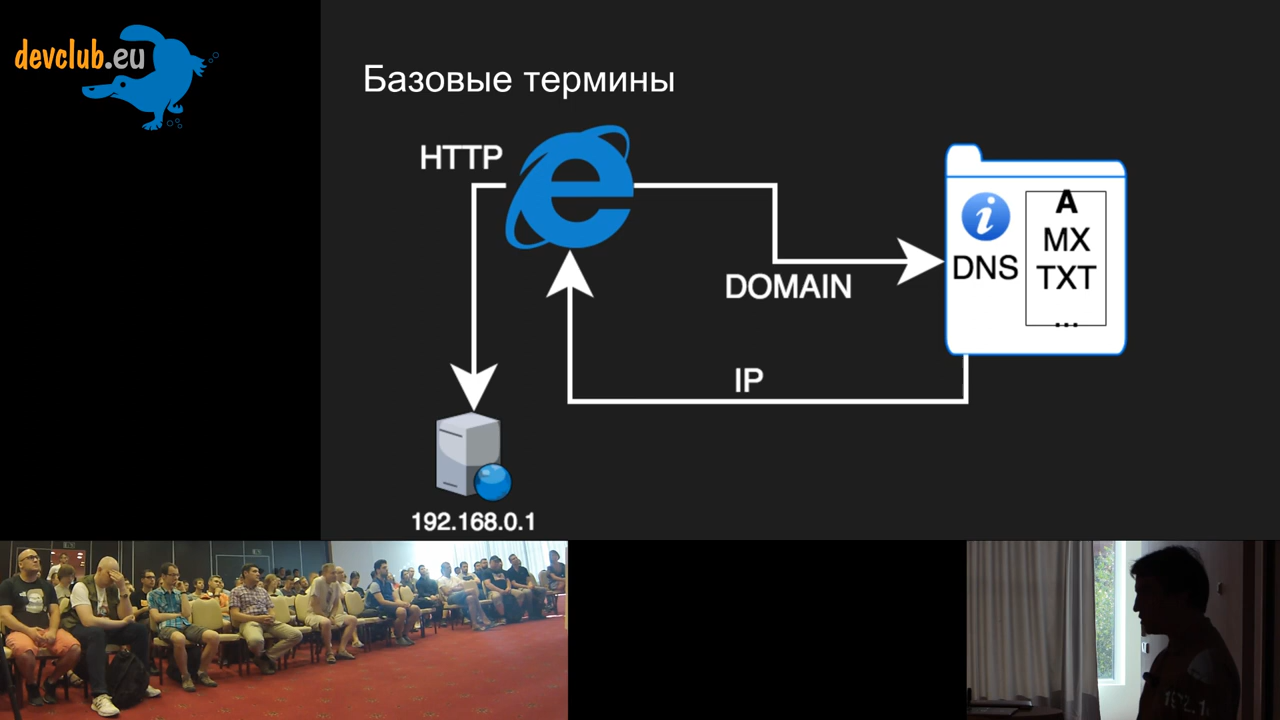 devclub.eu
Базовые термины
HTTP
A
MX
DNS
TXT
...
DOMAIN
IP
192.168.0.1